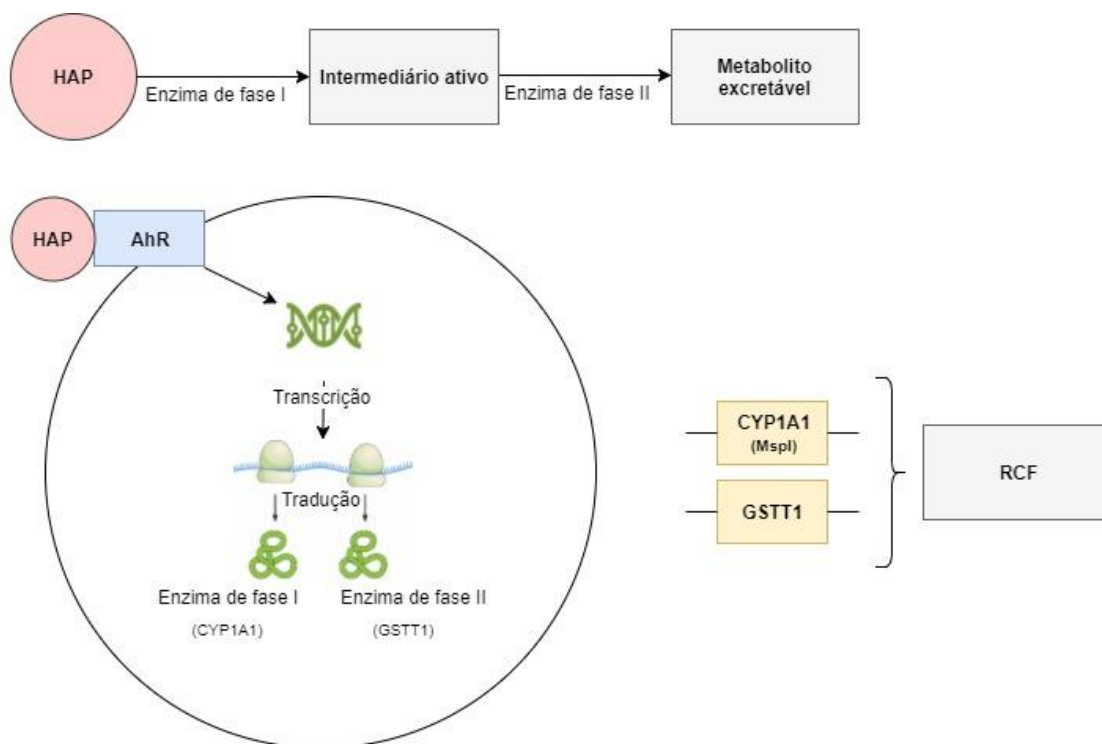 HAP
Enzima de fase I
Intermediário ativo
Enzima de fase II
Metabolito
excretável
HAP
AhR
Transcrição
Tradução
Enzima de fase I
(CYP1A1)
Enzima de fase II
(GSTT1)
CYP1A1
(MspI)
GSTT1
RCF